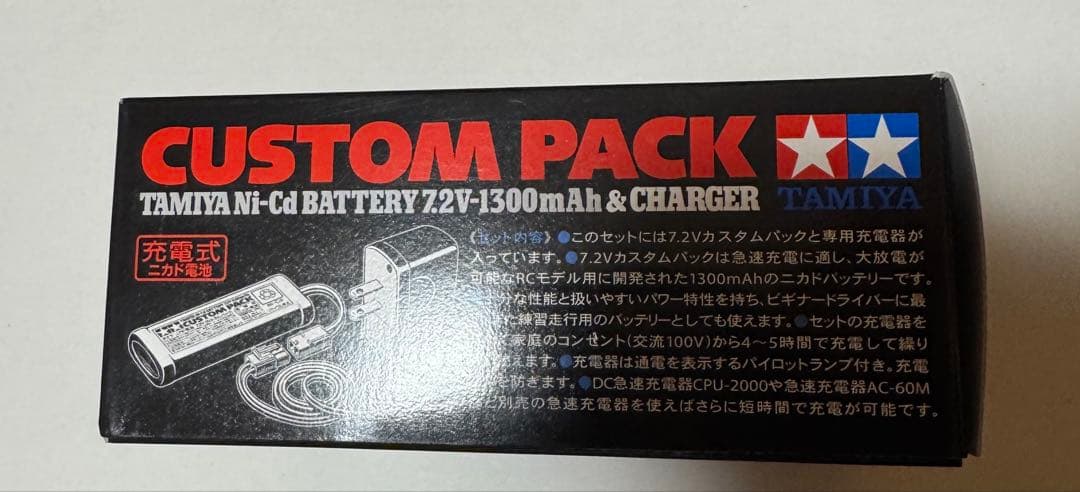 CUSTOM PACK
TAMIYA Ni-Cd BATTERY 7.2V-1300mAh & CHARGER
TAMIYA
充電式
ニカド電池
CUSTOM PACK
《セット内容》●このセットには7.2Vカスタムパックと専用充電器が
入っています。●7.2Vカスタムパックは急速充電に適し、大放電が
可能なRCモデル用に開発された1300mAhのニカドバッテリーです。
分な性能と扱いやすいパワー特性を持ち、ビギナードライバーに最
練習走行用のバッテリーとしても使えます。●セットの充電器を
家庭のコンセント(交流100V)から4〜5時間で充電して繰り
えます。●充電器は通電を表示するパイロットランプ付き。充電
を防ぎます。●DC急速充電器CPU-2000や急速充電器AC-60M
別売の急速充電器を使えばさらに短時間で充電が可能です。